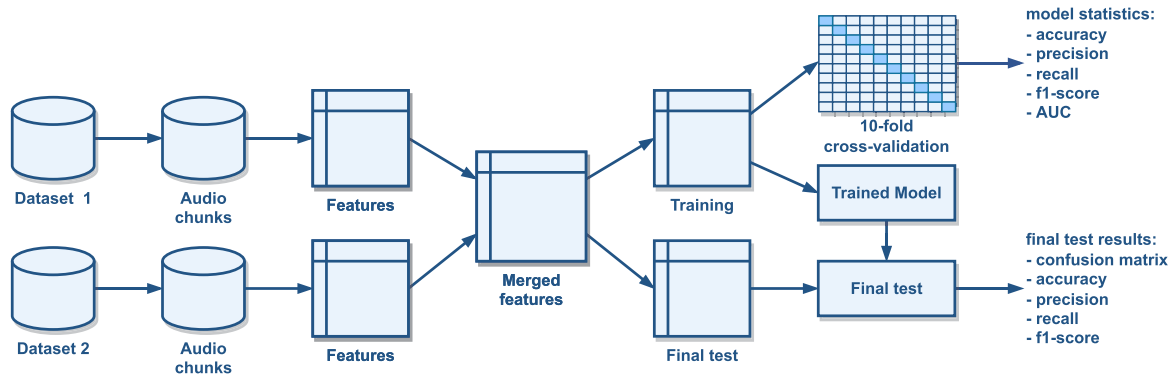 Dataset 1
Audio
chunks
Features
Dataset 2
Audio
chunks
Features
Merged
features
Training
Final test
10-fold
cross-validation
Trained Model
Final test
model statistics:
- accuracy
- precision
- recall
- f1-score
- AUC
final test results:
- confusion matrix
- accuracy
- precision
- recall
- f1-score